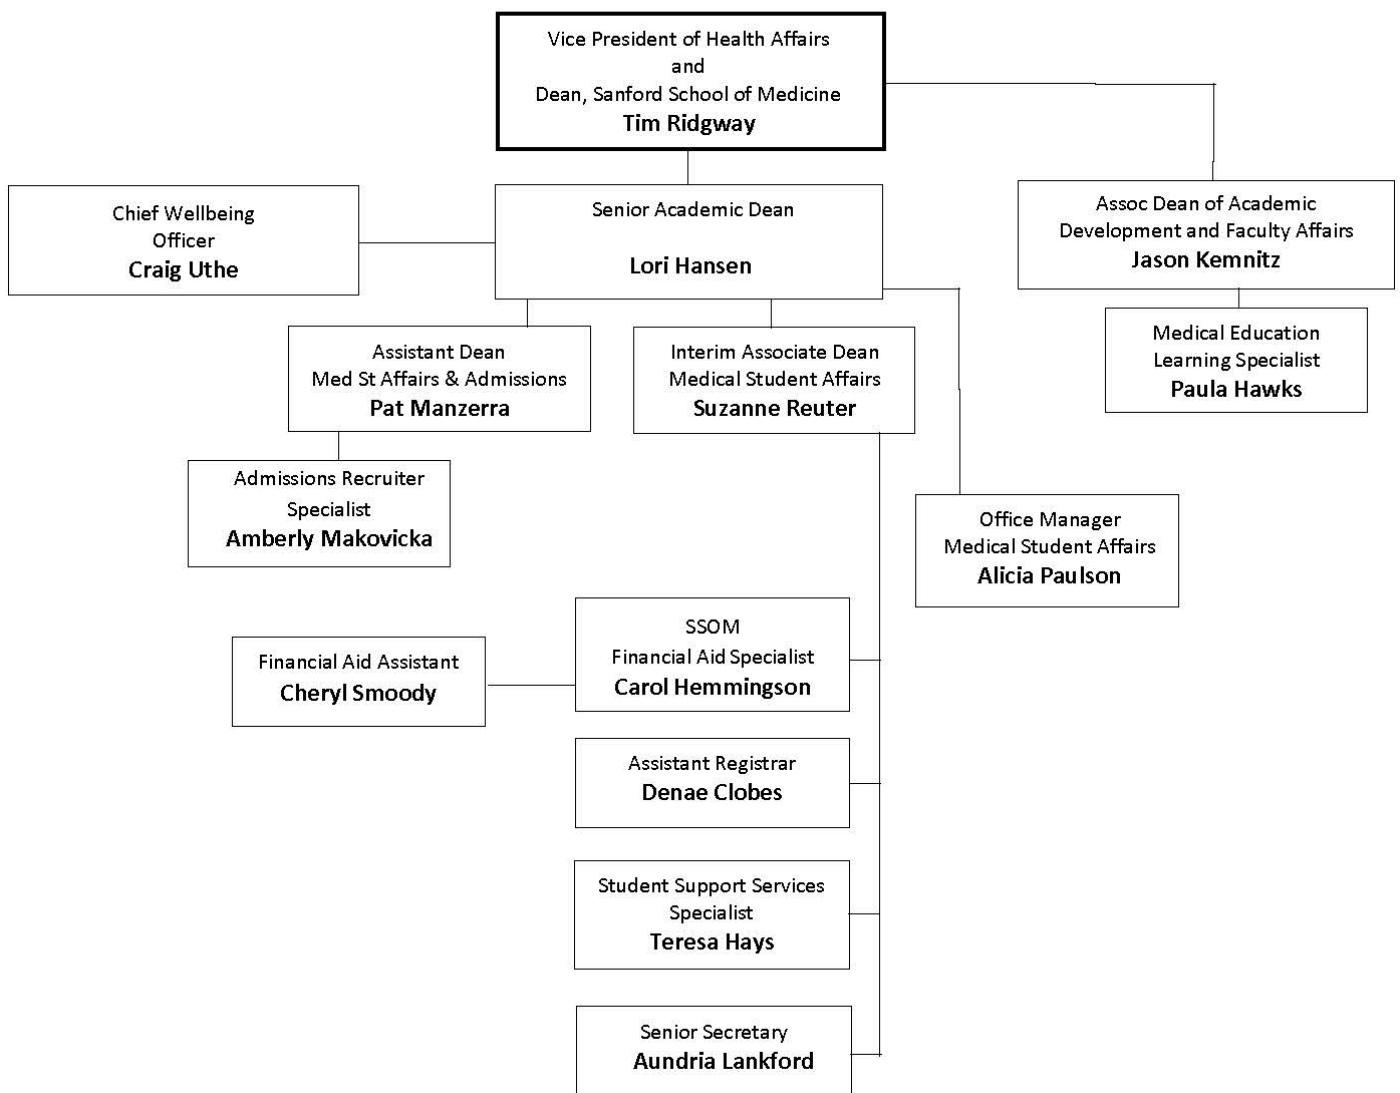 Vice President of Health Affairs
and
Dean, Sanford School of Medicine
Tim Ridgway
Chief Wellbeing
Officer
Craig Uthe
Senior Academic Dean
Lori Hansen
Assoc Dean of Academic
Development and Faculty Affairs
Jason Kemnitz
Medical Education
Learning Specialist
Paula Hawks
Assistant Dean
Med St Affairs & Admissions
Pat Manzerra
Interim Associate Dean
Medical Student Affairs
Suzanne Reuter
Admissions Recruiter
Specialist
Amberly Makovicka
Office Manager
Medical Student Affairs
Alicia Paulson
SSOM
Financial Aid Specialist
Carol Hemmingson
Financial Aid Assistant
Cheryl Smoody
Assistant Registrar
Denae Clobes
Student Support Services
Specialist
Teresa Hays
Senior Secretary
Aundria Lankford